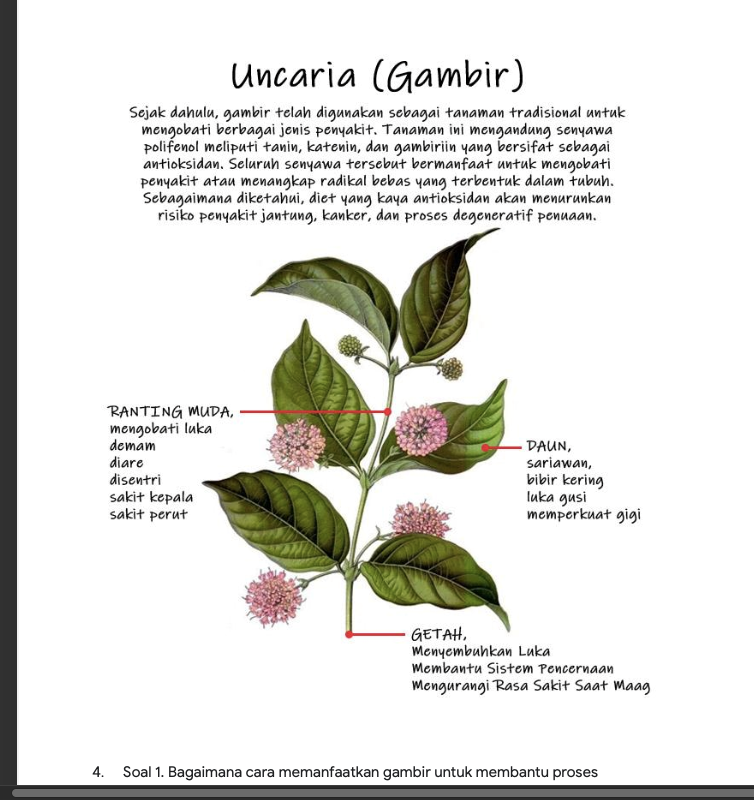 Uncaria (Gambir)
Sejak dahulu, gambir telah digunakan sebagai tanaman tradisional untuk
mengobati berbagai jenis penyakit. Tanaman ini mengandung senyawa
polifenol meliputi tanin, katenin, dan gambiriin yang bersifat sebagai
antioksidan. Seluruh senyawa tersebut bermanfaat untuk mengobati
penyakit atau menangkap radikal bebas yang terbentuk dalam tubuh.
Sebagaimana diketahui, diet yang kaya antioksidan akan menurunkan
risiko penyakit jantung, kanker, dan proses degeneratif penuaan.
RANTING MUDA,
mengobati luka
demam
diare
disentri
sakit kepala
sakit perut
DAUN,
sariawan,
bibir kering
luka gusi
memperkuat gigi
GETAH,
Menyembuhkan Luka
Membantu Sistem Pencernaan
Mengurangi Rasa Sakit Saat Maag
4. Soal 1. Bagaimana cara memanfaatkan gambir untuk membantu proses